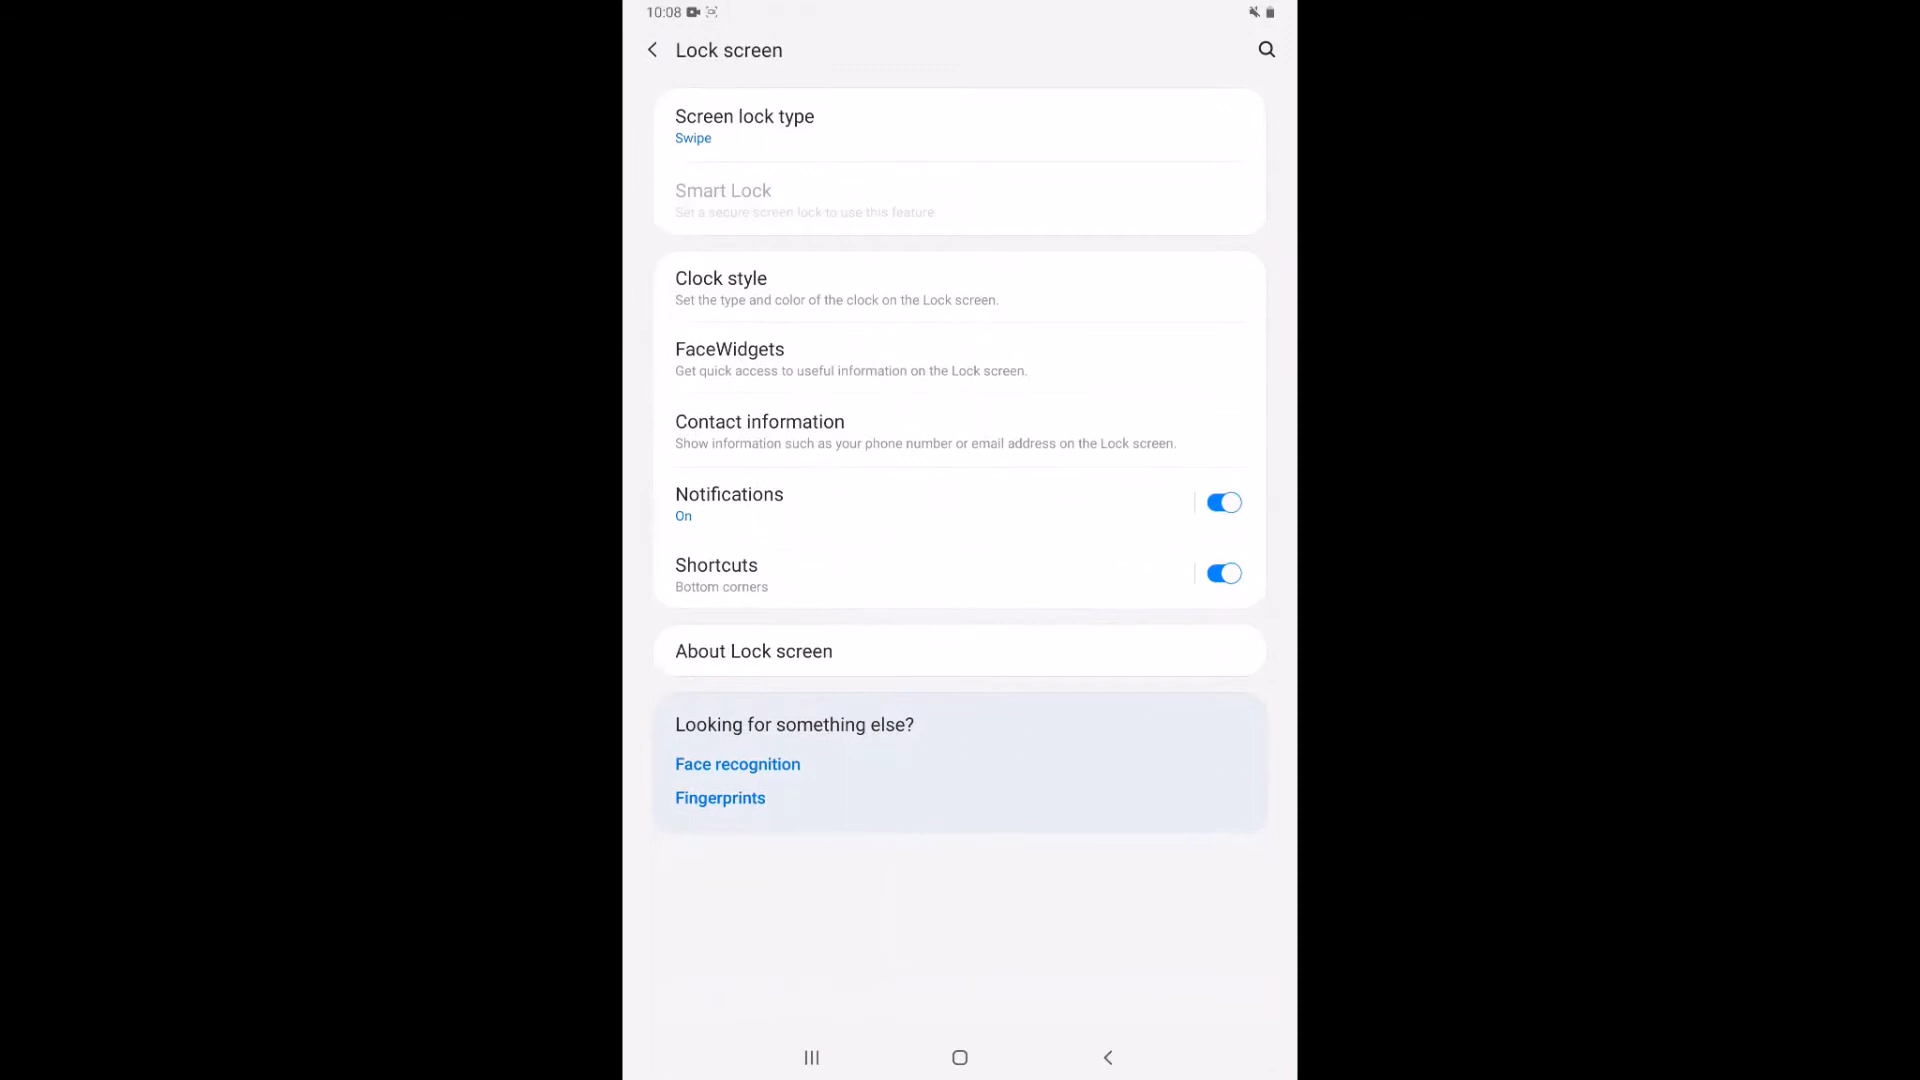 10:08
Lock screen
Screen lock type
Swipe
Smart Lock
Set a secure screen lock to use this feature
Clock style
Set the type and color of the clock on the Lock screen.
FaceWidgets
Get quick access to useful information on the Lock screen.
Contact information
Show information such as your phone number or email address on the Lock screen.
Notifications
On
Shortcuts
Bottom corners
About Lock screen
Looking for something else?
Face recognition
Fingerprints